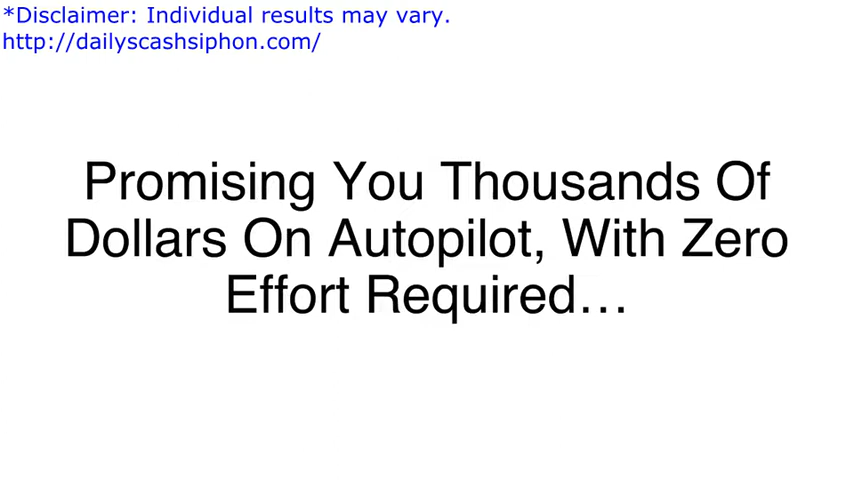 *Disclaimer: Individual results may vary.
http://dailyscashsiphon.com/
Promising You Thousands Of
Dollars On Autopilot, With Zero
Effort Required…